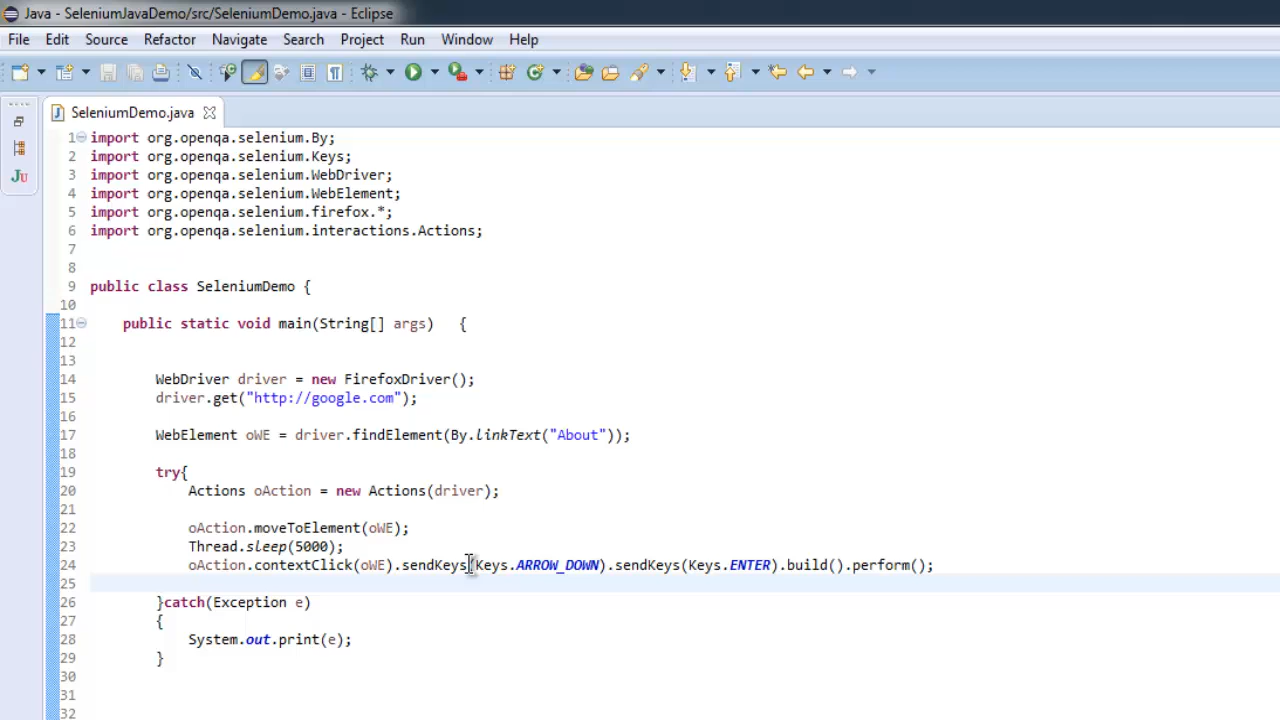 Java - SeleniumJavaDemo/src/SeleniumDemo.java - Eclipse
File Edit Source Refactor Navigate Search Project Run Window Help
SeleniumDemo.java
1 import org.openqa.selenium.By;
2 import org.openqa.selenium.Keys;
3 import org.openqa.selenium.WebDriver;
4 import org.openqa.selenium.WebElement;
5 import org.openqa.selenium.firefox.*;
6 import org.openqa.selenium.interactions.Actions;
7
8
9 public class SeleniumDemo {
10
11 public static void main(String[] args) {
12
13
14 WebDriver driver = new FirefoxDriver();
15 driver.get("http://google.com");
16
17 WebElement oWE = driver.findElement(By.linkText("About"));
18
19 try{
20 Actions oAction = new Actions(driver);
21
22 oAction.moveToElement(oWE);
23 Thread.sleep(5000);
24 oAction.contextClick(oWE).sendKeys(Keys.ARROW_DOWN).sendKeys(Keys.ENTER).build().perform();
25
26 }catch(Exception e)
27 {
28 System.out.print(e);
29 }
30
31
32